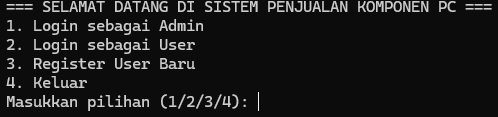 === SELAMAT DATANG DI SISTEM PENJUALAN KOMPONEN PC ===
1. Login sebagai Admin
2. Login sebagai User
3. Register User Baru
4. Keluar
Masukkan pilihan (1/2/3/4):